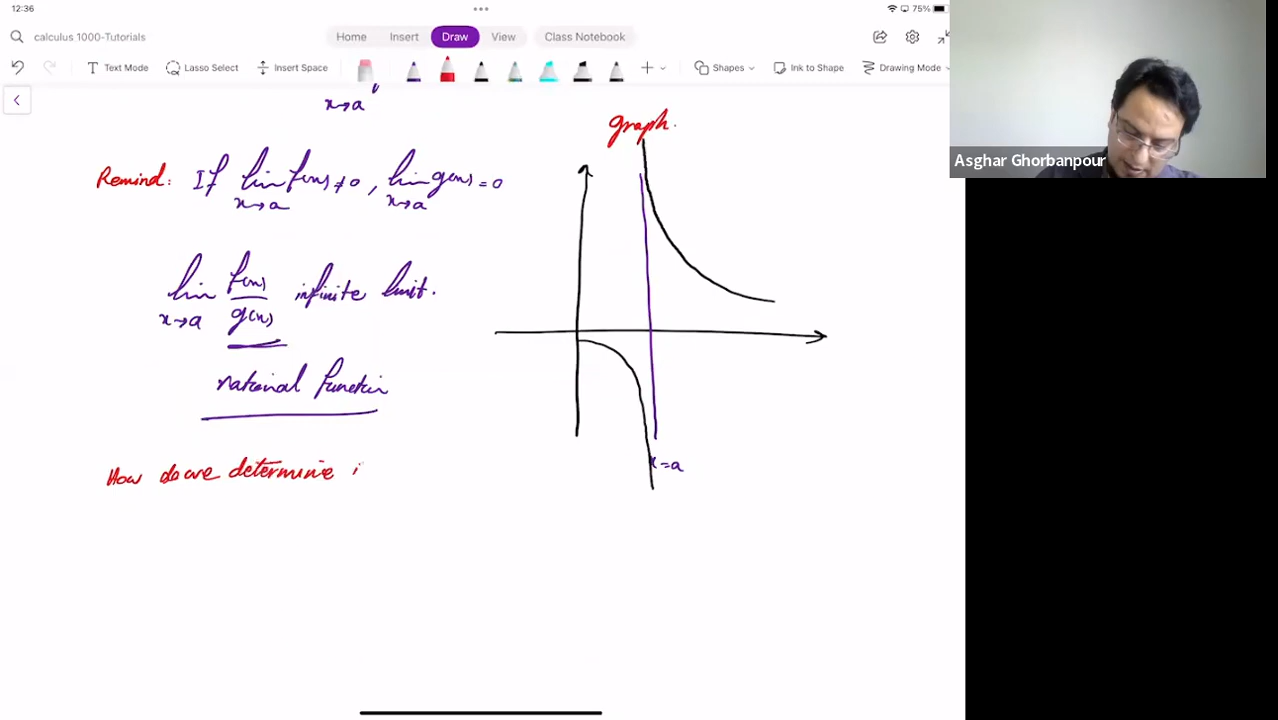 12:36
75%
calculus 1000-Tutorials
Home Insert Draw View Class Notebook
Text Mode Lasso Select Insert Space Shapes Ink to Shape Drawing Mode
x→a
graph.
Remind: If lim f(x) ≠ 0, lim g(x) = 0
x→a x→a
lim f(x)/g(x) infinite limit.
x→a
rational function
How do we determine i
x=a
Asghar Ghorbanpour